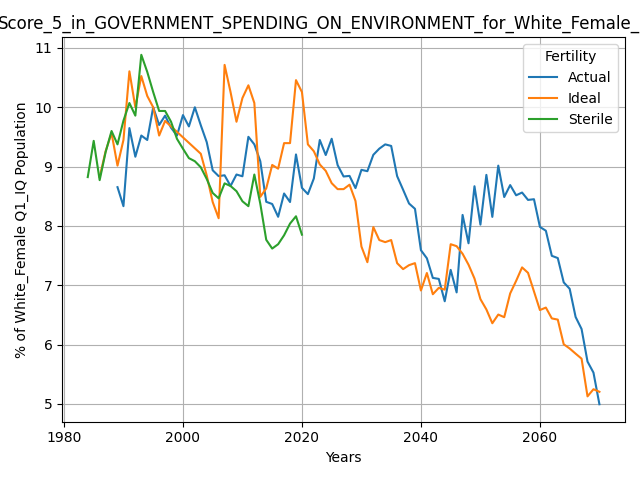 Score_5_in_GOVERNMENT_SPENDING_ON_ENVIRONMENT_for_White_Female_
11
10
9
8
7
6
5
% of White_Female Q1_IQ Population
Fertility
Actual
Ideal
Sterile
1980
2000
2020
2040
2060
Years